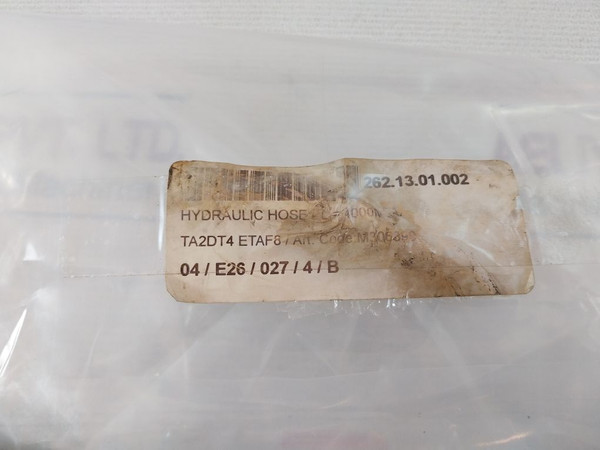 262.13.01.002
HYDRAULIC HOSE
TA2DT4 ETAF8 / Art. Code
04 / E26 / 027 / 4 / B